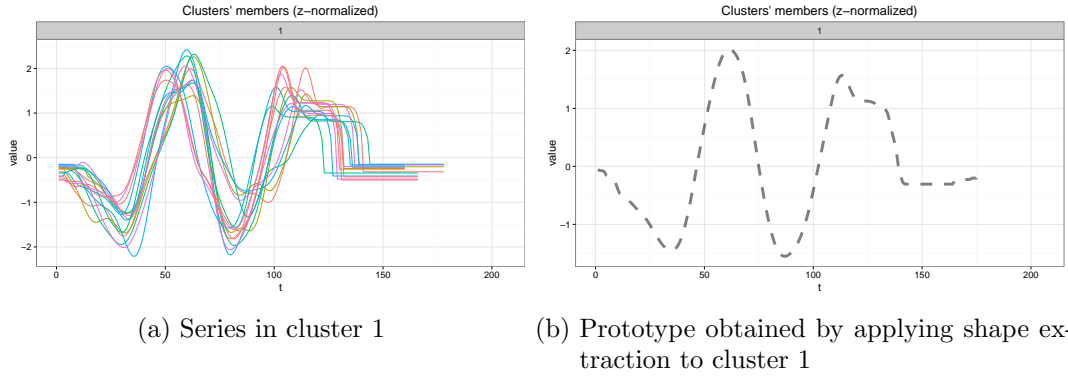 Clusters' members (z−normalized)
1
2
1
0
−1
−2
value
0
50
100
150
200
t
(a) Series in cluster 1
Clusters' members (z−normalized)
1
2
1
0
−1
value
0
50
100
150
200
t
(b) Prototype obtained by applying shape ex-
traction to cluster 1